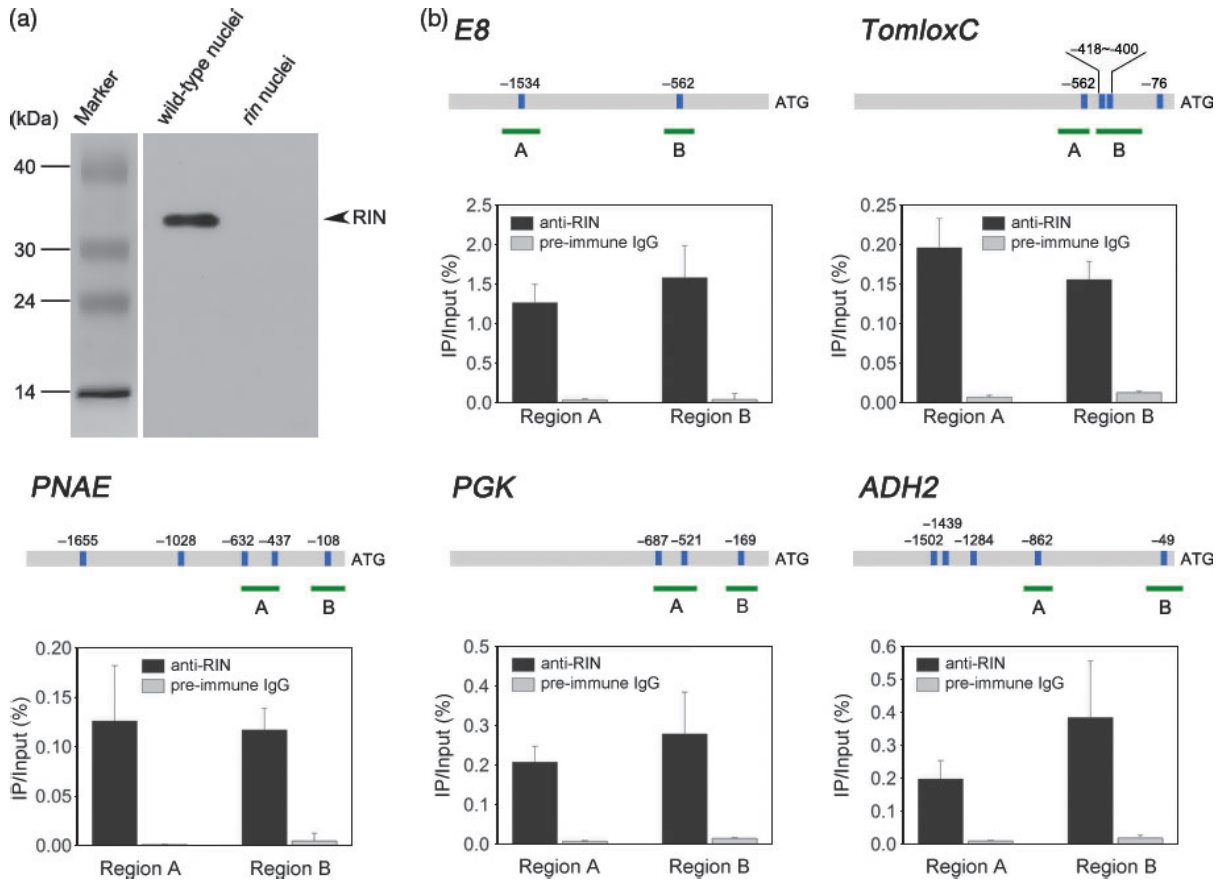 (a)
(kDa)
Marker
wild-type nuclei
rin nuclei
40
30
24
14
RIN
(b)
E8
−1534
−562
ATG
A
B
2.5
2.0
1.5
1.0
0.5
0.0
IP/Input (%)
anti-RIN
pre-immune IgG
Region A
Region B
TomloxC
−418~−400
−562
−76
ATG
A
B
0.25
0.20
0.15
0.10
0.05
0.00
IP/Input (%)
anti-RIN
pre-immune IgG
Region A
Region B
PNAE
−1655
−1028
−632
−437
−108
ATG
A
B
0.20
0.15
0.10
0.05
0.00
IP/Input (%)
anti-RIN
pre-immune IgG
Region A
Region B
PGK
−687
−521
−169
ATG
A
B
0.5
0.4
0.3
0.2
0.1
0.0
IP/Input (%)
anti-RIN
pre-immune IgG
Region A
Region B
ADH2
−1439
−1502
−1284
−862
−49
ATG
A
B
0.6
0.5
0.4
0.3
0.2
0.1
0.0
IP/Input (%)
anti-RIN
pre-immune IgG
Region A
Region B